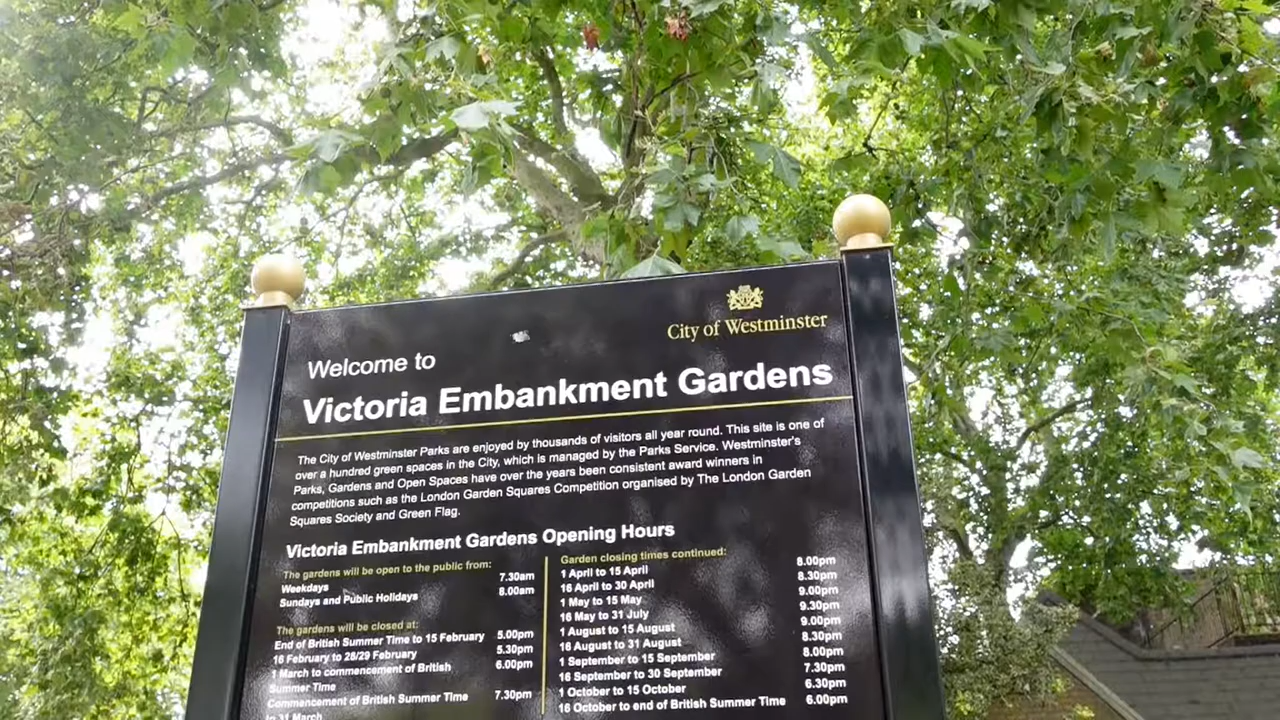 City of Westminster
Welcome to
Victoria Embankment Gardens
The City of Westminster Parks are enjoyed by thousands of visitors all year round. This site is one of
over a hundred green spaces in the City, which is managed by the Parks Service. Westminster's
Parks, Gardens and Open Spaces have over the years been consistent award winners in
competitions such as the London Garden Squares Competition organised by The London Garden
Squares Society and Green Flag.
Victoria Embankment Gardens Opening Hours
The gardens will be open to the public from:
Weekdays 7.30am
Sundays and Public Holidays 8.00am
The gardens will be closed at:
End of British Summer Time to 15 February 5.00pm
16 February to 28/29 February 5.30pm
1 March to commencement of British 6.00pm
Summer Time
Commencement of British Summer Time 7.30pm
to 31 March
Garden closing times continued:
1 April to 15 April 8.00pm
16 April to 30 April 8.30pm
1 May to 15 May 9.00pm
16 May to 31 July 9.30pm
1 August to 15 August 9.00pm
16 August to 31 August 8.30pm
1 September to 15 September 8.00pm
16 September to 30 September 7.30pm
1 October to 15 October 6.30pm
16 October to end of British Summer Time 6.00pm